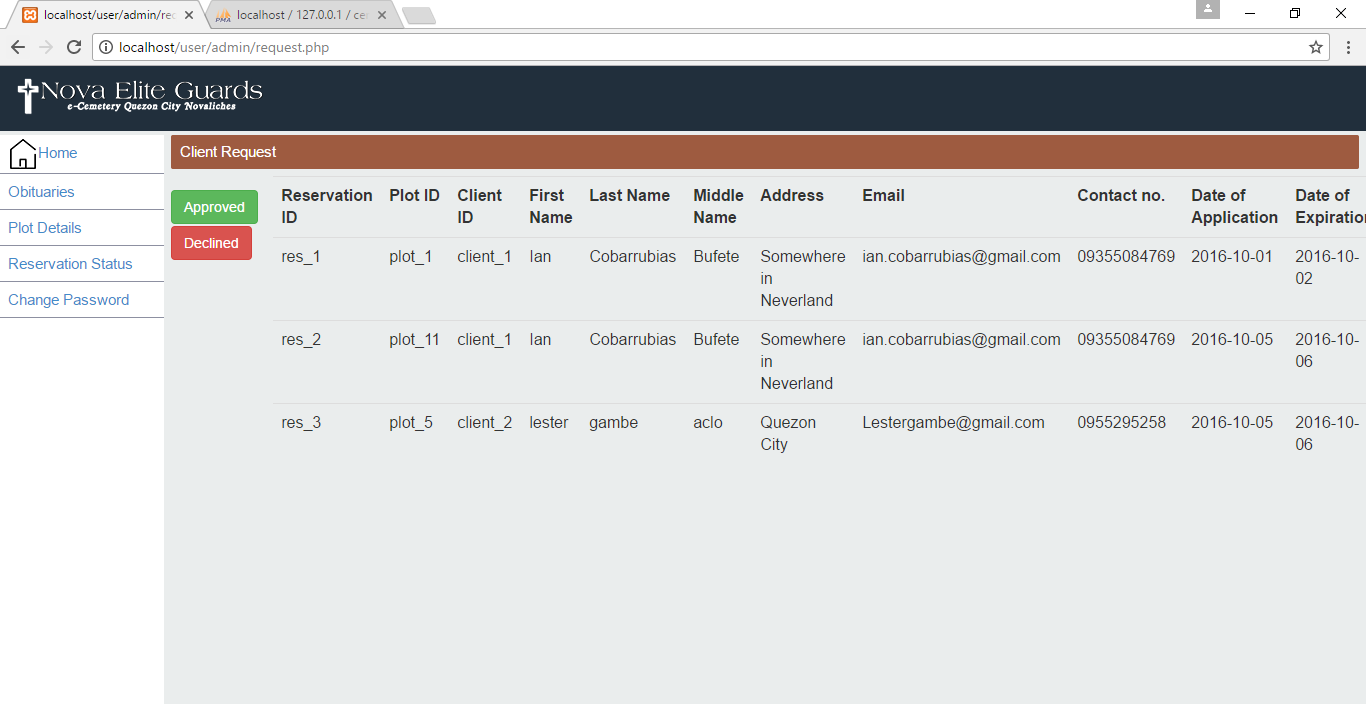 localhost/user/admin/rec
localhost / 127.0.0.1 / ce
localhost/user/admin/request.php
Nova Elite Guards
e-Cemetery Quezon City Novaliches
Home
Obituaries
Plot Details
Reservation Status
Change Password
Client Request
Approved
Declined
Reservation ID Plot ID Client ID First Name Last Name Middle Name Address Email Contact no. Date of Application Date of Expiration
res_1 plot_1 client_1 Ian Cobarrubias Bufete Somewhere in Neverland ian.cobarrubias@gmail.com 09355084769 2016-10-01 2016-10-02
res_2 plot_11 client_1 Ian Cobarrubias Bufete Somewhere in Neverland ian.cobarrubias@gmail.com 09355084769 2016-10-05 2016-10-06
res_3 plot_5 client_2 lester gambe aclo Quezon City Lestergambe@gmail.com 0955295258 2016-10-05 2016-10-06